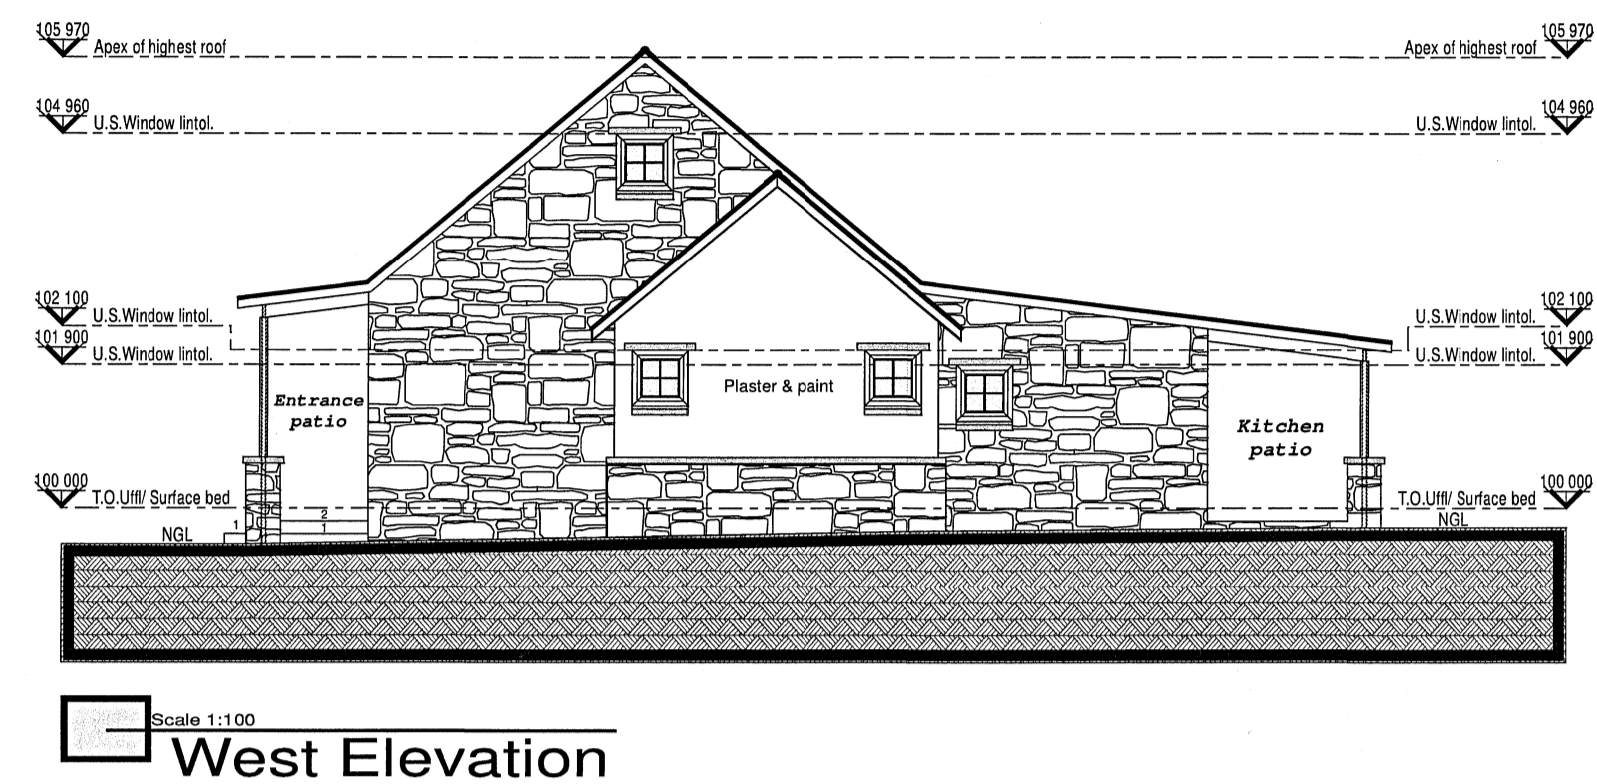 105 970
Apex of highest roof
105 970
Apex of highest roof
104 960
U.S.Window lintol.
104 960
U.S.Window lintol.
102 100
U.S.Window lintol.
102 100
U.S.Window lintol.
101 900
U.S.Window lintol.
101 900
U.S.Window lintol.
Plaster & paint
Entrance
patio
Kitchen
patio
100 000
T.O.Uffl/ Surface bed
100 000
T.O.Uffl/ Surface bed
NGL
1
2
1
NGL
Scale 1:100
West Elevation